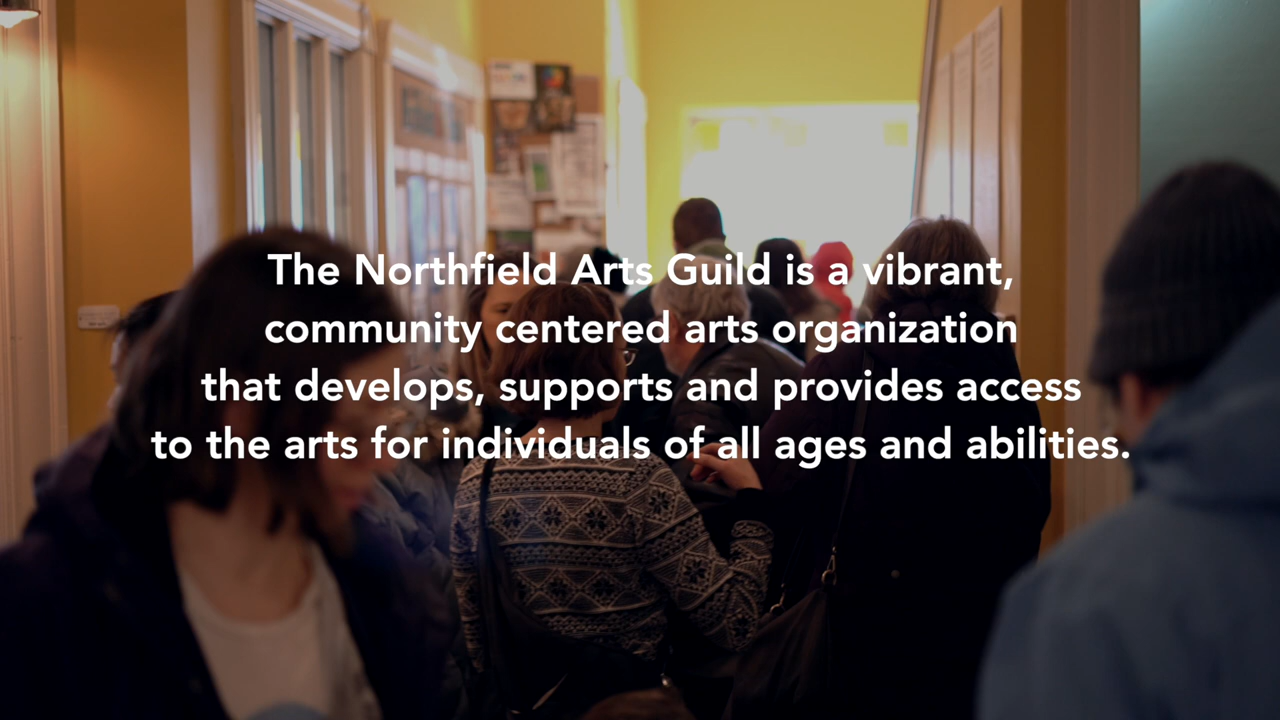 The Northfield Arts Guild is a vibrant,
community centered arts organization
that develops, supports and provides access
to the arts for individuals of all ages and abilities.